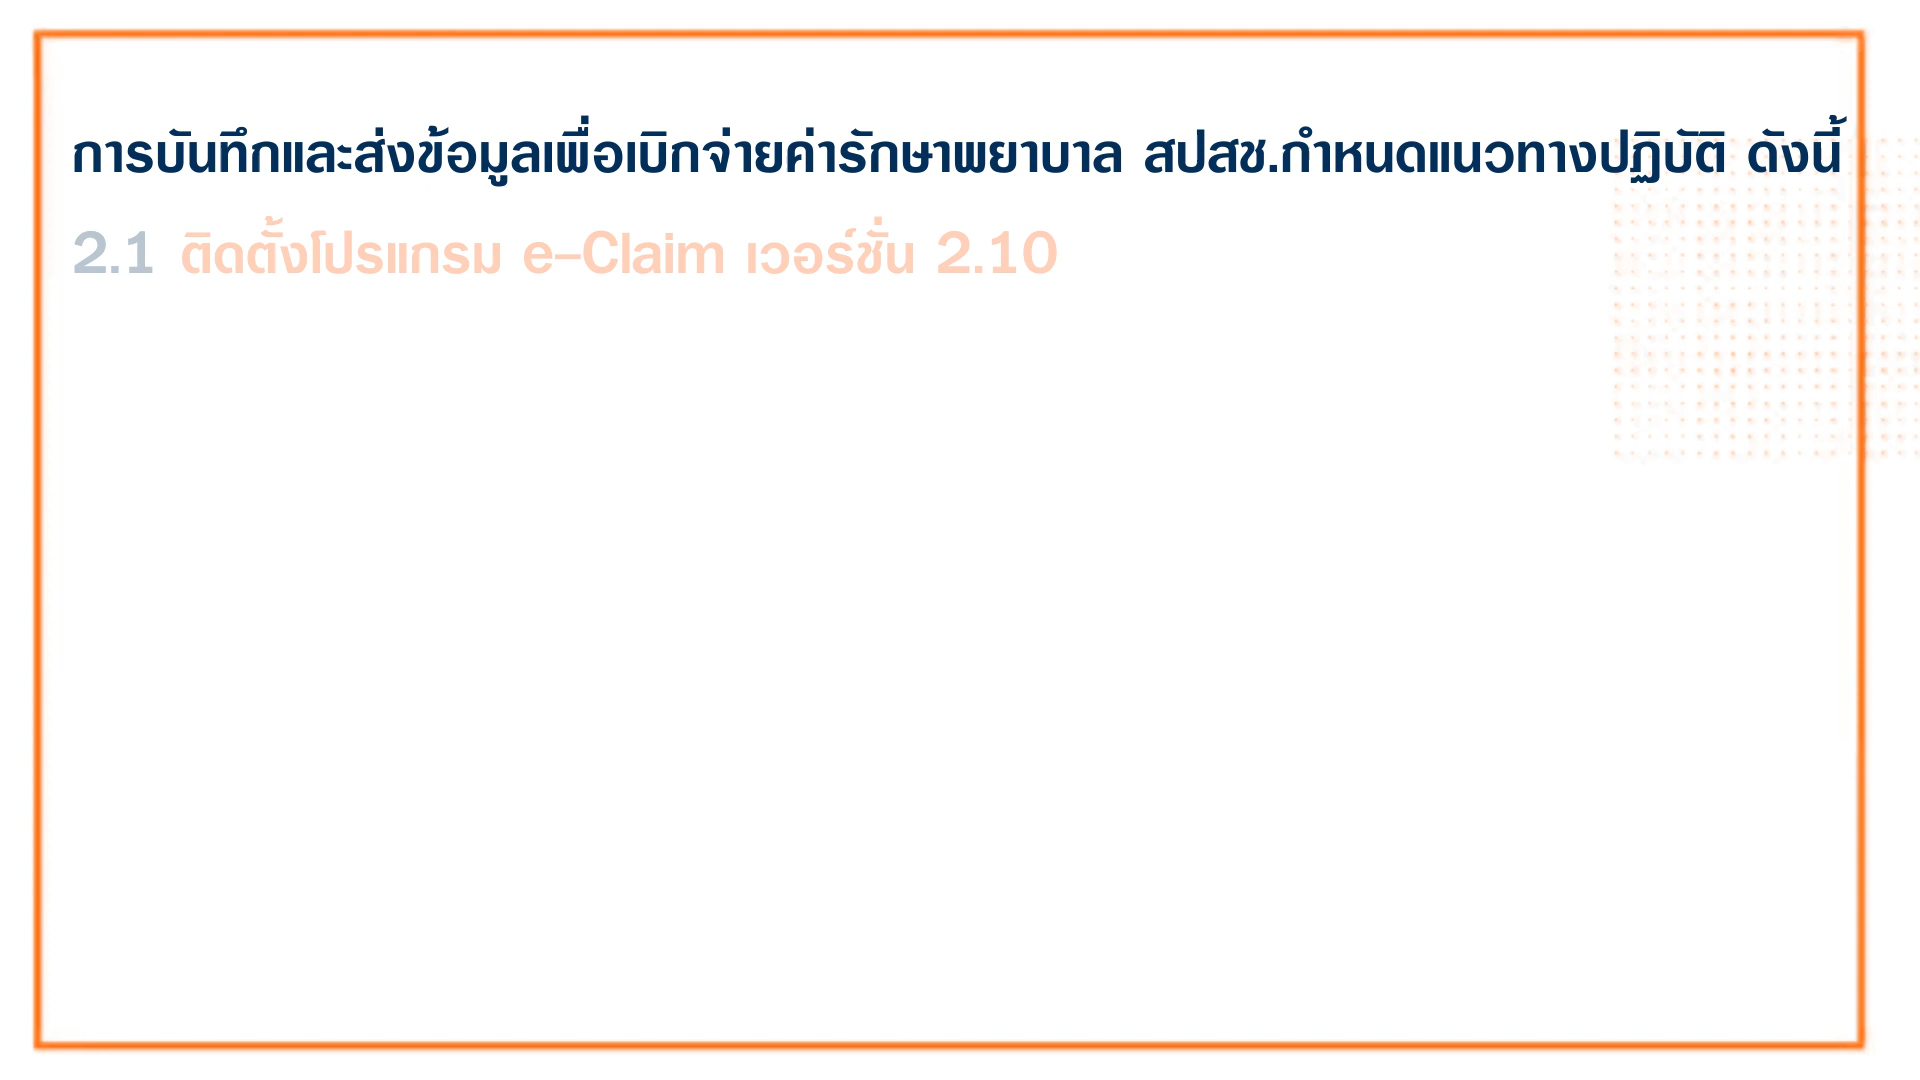 การบันทึกและส่งข้อมูลเพื่อเบิกจ่ายค่ารักษาพยาบาล สปสช.กำหนดแนวทางปฏิบัติ ดังนี้
2.1 ติดตั้งโปรแกรม e-Claim เวอร์ชั่น 2.10